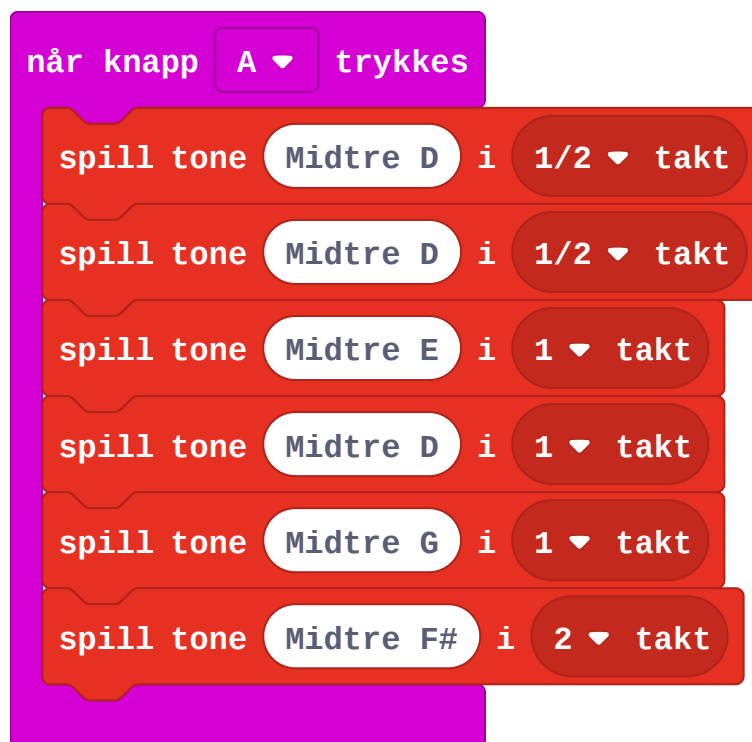 når knapp A trykkes
spill tone Midtre D i 1/2 takt
spill tone Midtre D i 1/2 takt
spill tone Midtre E i 1 takt
spill tone Midtre D i 1 takt
spill tone Midtre G i 1 takt
spill tone Midtre F# i 2 takt